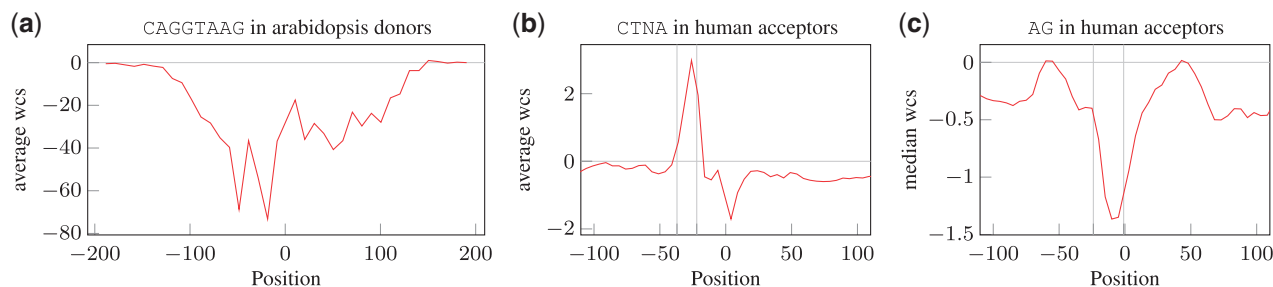 (a)
CAGGTAAG in arabidopsis donors
0
−20
−40
−60
−80
average wcs
−200 −100 0 100 200
Position
(b)
CTNA in human acceptors
2
0
−2
average wcs
−100 −50 0 50 100
Position
(c)
AG in human acceptors
0
−0.5
−1
−1.5
median wcs
−100 −50 0 50 100
Position